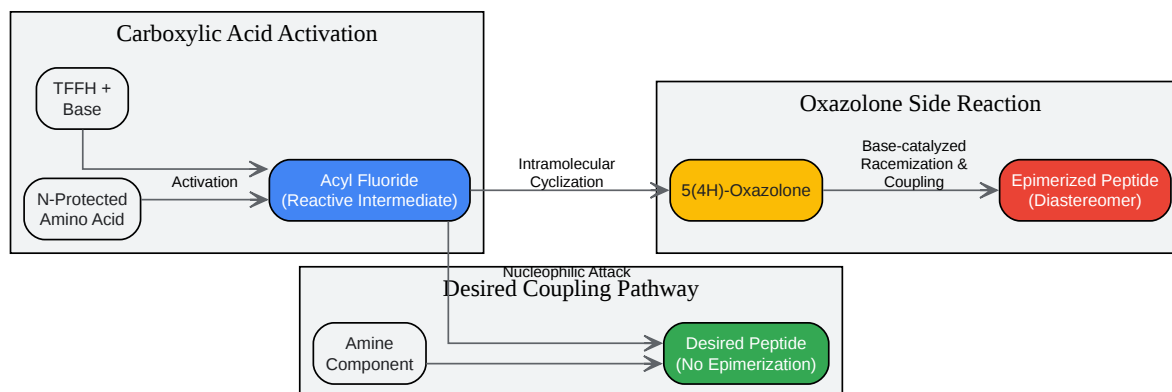 Carboxylic Acid Activation
TFFH +
Base
N-Protected
Amino Acid
Activation
Acyl Fluoride
(Reactive Intermediate)
Intramolecular
Cyclization
Oxazolone Side Reaction
5(4H)-Oxazolone
Base-catalyzed
Racemization &
Coupling
Epimerized Peptide
(Diastereomer)
Nucleophilic Attack
Desired Coupling Pathway
Amine
Component
Desired Peptide
(No Epimerization)